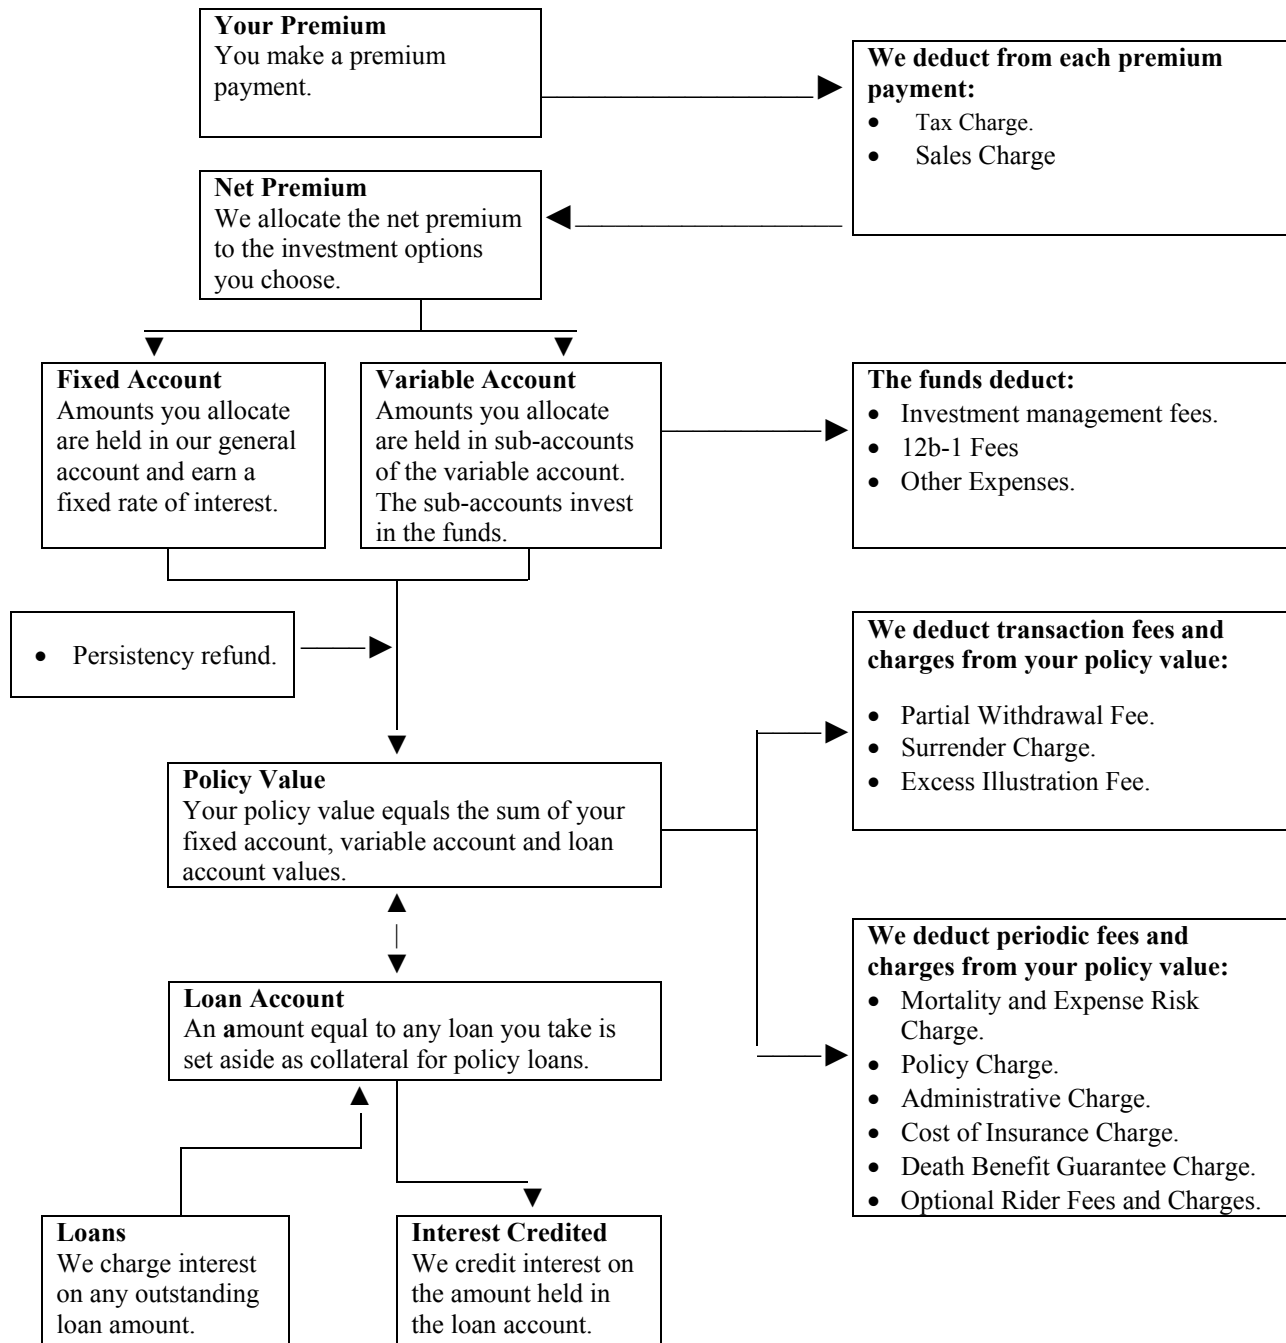 Your Premium
You make a premium
payment.
We deduct from each premium
payment:
• Tax Charge.
• Sales Charge
Net Premium
We allocate the net premium
to the investment options
you choose.
Fixed Account
Amounts you allocate
are held in our general
account and earn a
fixed rate of interest.
Variable Account
Amounts you allocate
are held in sub-accounts
of the variable account.
The sub-accounts invest
in the funds.
The funds deduct:
• Investment management fees.
• 12b-1 Fees
• Other Expenses.
• Persistency refund.
We deduct transaction fees and
charges from your policy value:
• Partial Withdrawal Fee.
• Surrender Charge.
• Excess Illustration Fee.
Policy Value
Your policy value equals the sum of your
fixed account, variable account and loan
account values.
We deduct periodic fees and
charges from your policy value:
• Mortality and Expense Risk
Charge.
• Policy Charge.
• Administrative Charge.
• Cost of Insurance Charge.
• Death Benefit Guarantee Charge.
• Optional Rider Fees and Charges.
Loan Account
An amount equal to any loan you take is
set aside as collateral for policy loans.
Loans
We charge interest
on any outstanding
loan amount.
Interest Credited
We credit interest on
the amount held in
the loan account.